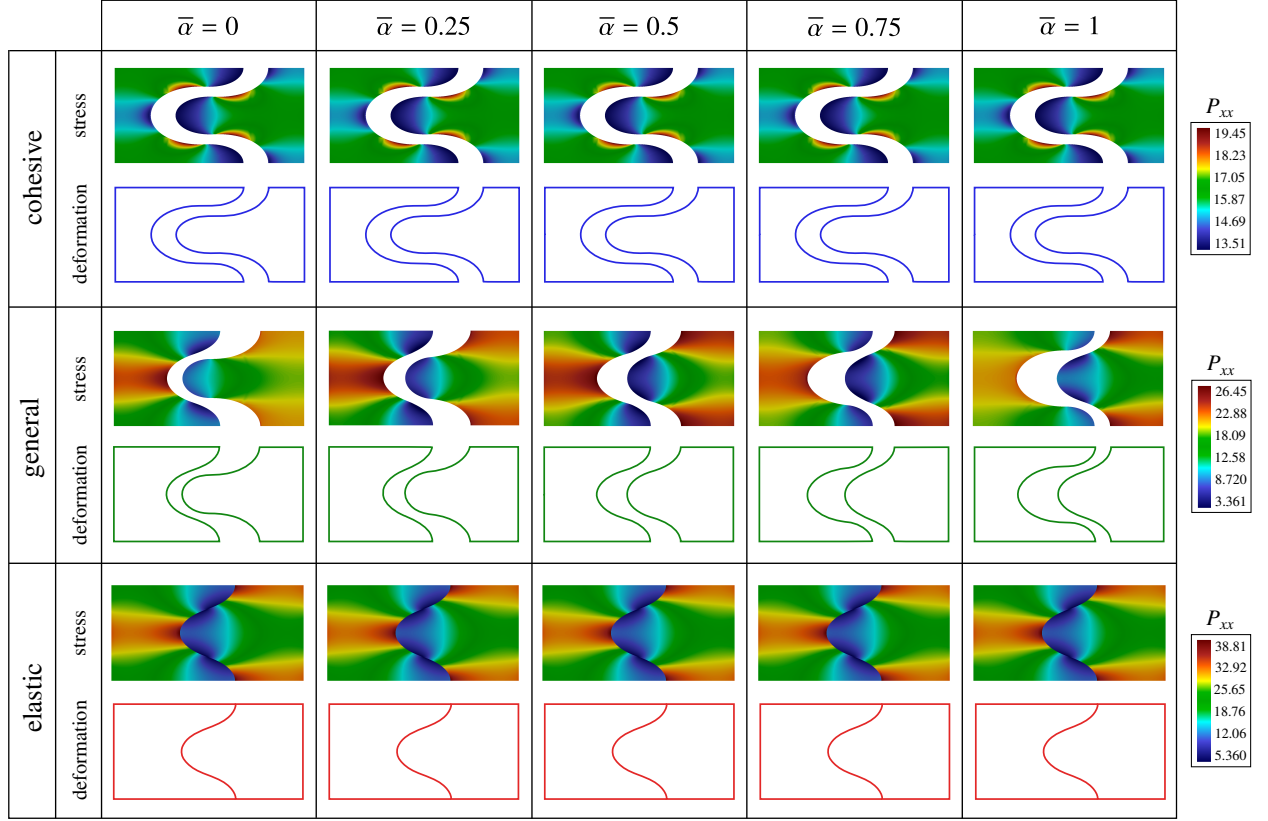 α̅ = 0
α̅ = 0.25
α̅ = 0.5
α̅ = 0.75
α̅ = 1
cohesive
stress
deformation
P_xx
19.45
18.23
17.05
15.87
14.69
13.51
general
stress
deformation
P_xx
26.45
22.88
18.09
12.58
8.720
3.361
elastic
stress
deformation
P_xx
38.81
32.92
25.65
18.76
12.06
5.360